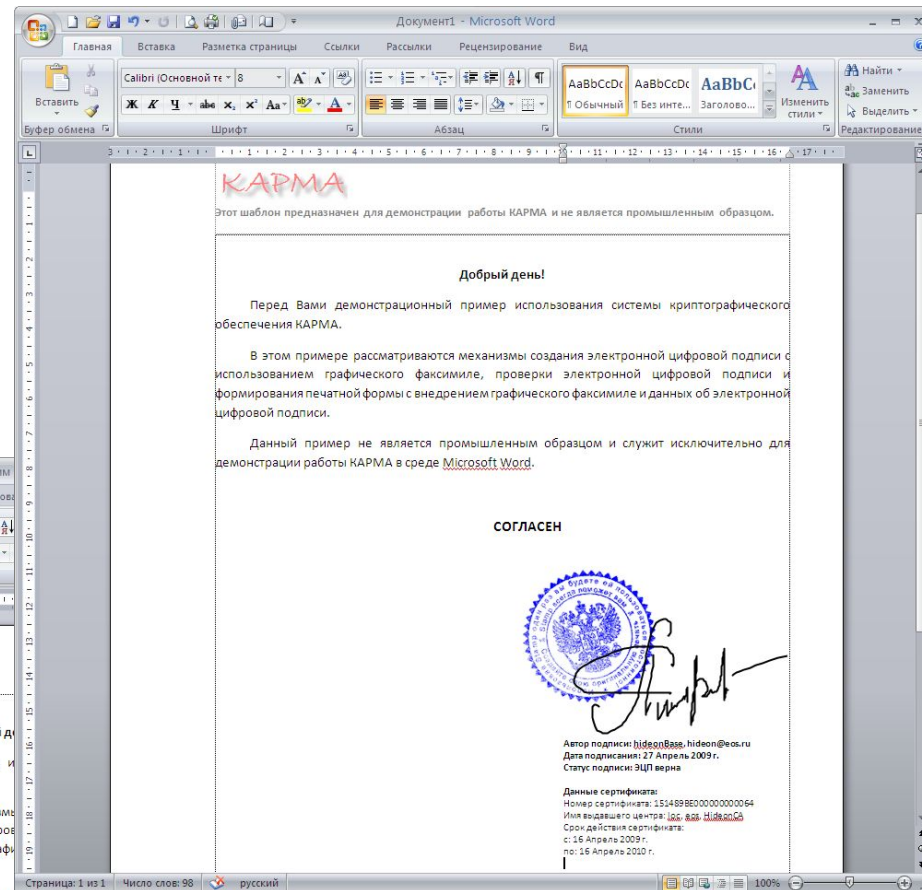 Документ1 - Microsoft Word
Главная Вставка Разметка страницы Ссылки Рассылки Рецензирование Вид
Вставить
Calibri (Основной те 8
Ж К Ч abc x₂ x² Aa
AaBbCcDc AaBbCcDc AaBbC
¶ Обычный ¶ Без инте... Заголово...
Изменить стили
Найти
Заменить
Выделить
Буфер обмена Шрифт Абзац Стили Редактирование
КАРМА
Этот шаблон предназначен для демонстрации работы КАРМА и не является промышленным образцом.
Добрый день!
Перед Вами демонстрационный пример использования системы криптографического
обеспечения КАРМА.
В этом примере рассматриваются механизмы создания электронной цифровой подписи с
использованием графического факсимиле, проверки электронной цифровой подписи и
формирования печатной формы с внедрением графического факсимиле и данных об электронной
цифровой подписи.
Данный пример не является промышленным образцом и служит исключительно для
демонстрации работы КАРМА в среде Microsoft Word.
СОГЛАСЕН
Автор подписи: hideonBase, hideon@eos.ru
Дата подписания: 27 Апрель 2009 г.
Статус подписи: ЭЦП верна
Данные сертификата:
Номер сертификата: 151489BE000000000064
Имя выдавшего центра: loc, eos, HideonCA
Срок действия сертификата:
с: 16 Апрель 2009 г.
по: 16 Апрель 2010 г.
Страница: 1 из 1 Число слов: 98 русский 100%